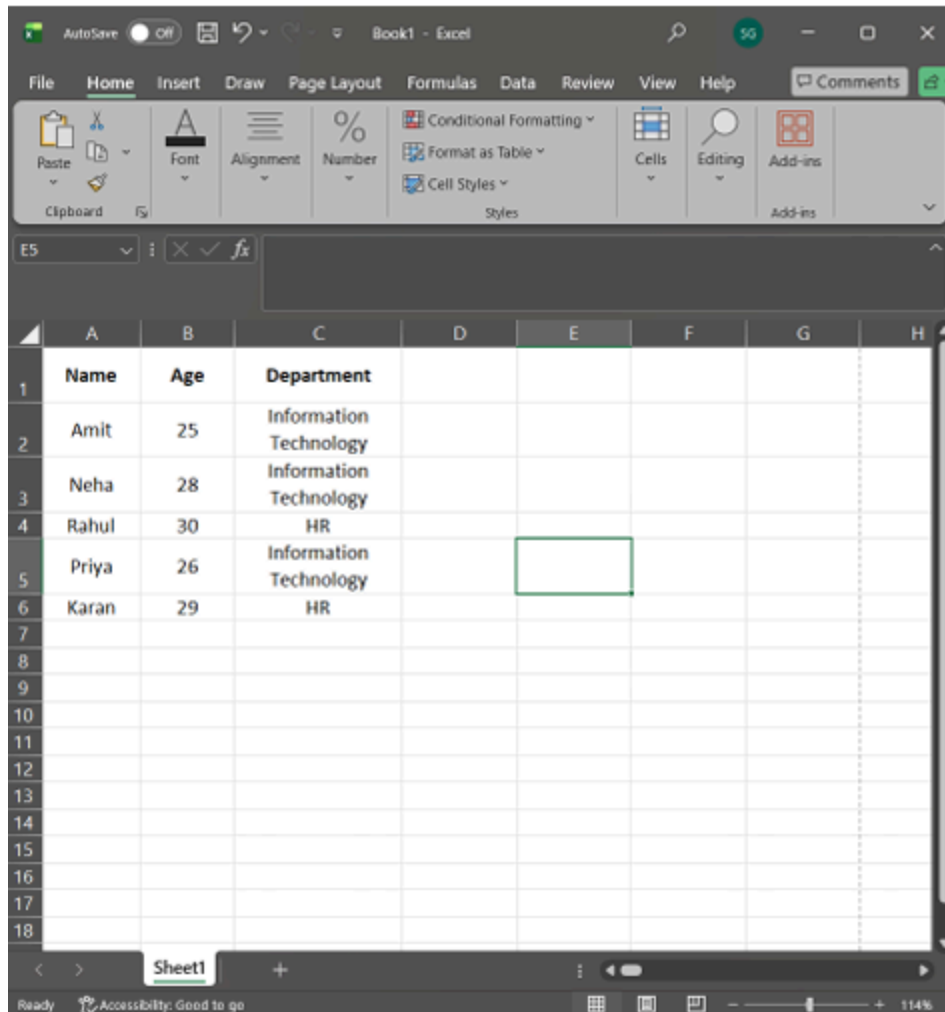 AutoSave Off Book1 - Excel SG
File Home Insert Draw Page Layout Formulas Data Review View Help Comments
Paste
Clipboard
Font
Alignment
%
Number
Conditional Formatting
Format as Table
Cell Styles
Styles
Cells
Editing
Add-ins
Add-ins
E5 fx
A B C D E F G H
1 Name Age Department
2 Amit 25 Information
Technology
3 Neha 28 Information
Technology
4 Rahul 30 HR
5 Priya 26 Information
Technology
6 Karan 29 HR
7
8
9
10
11
12
13
14
15
16
17
18
Sheet1
Ready Accessibility: Good to go 114%